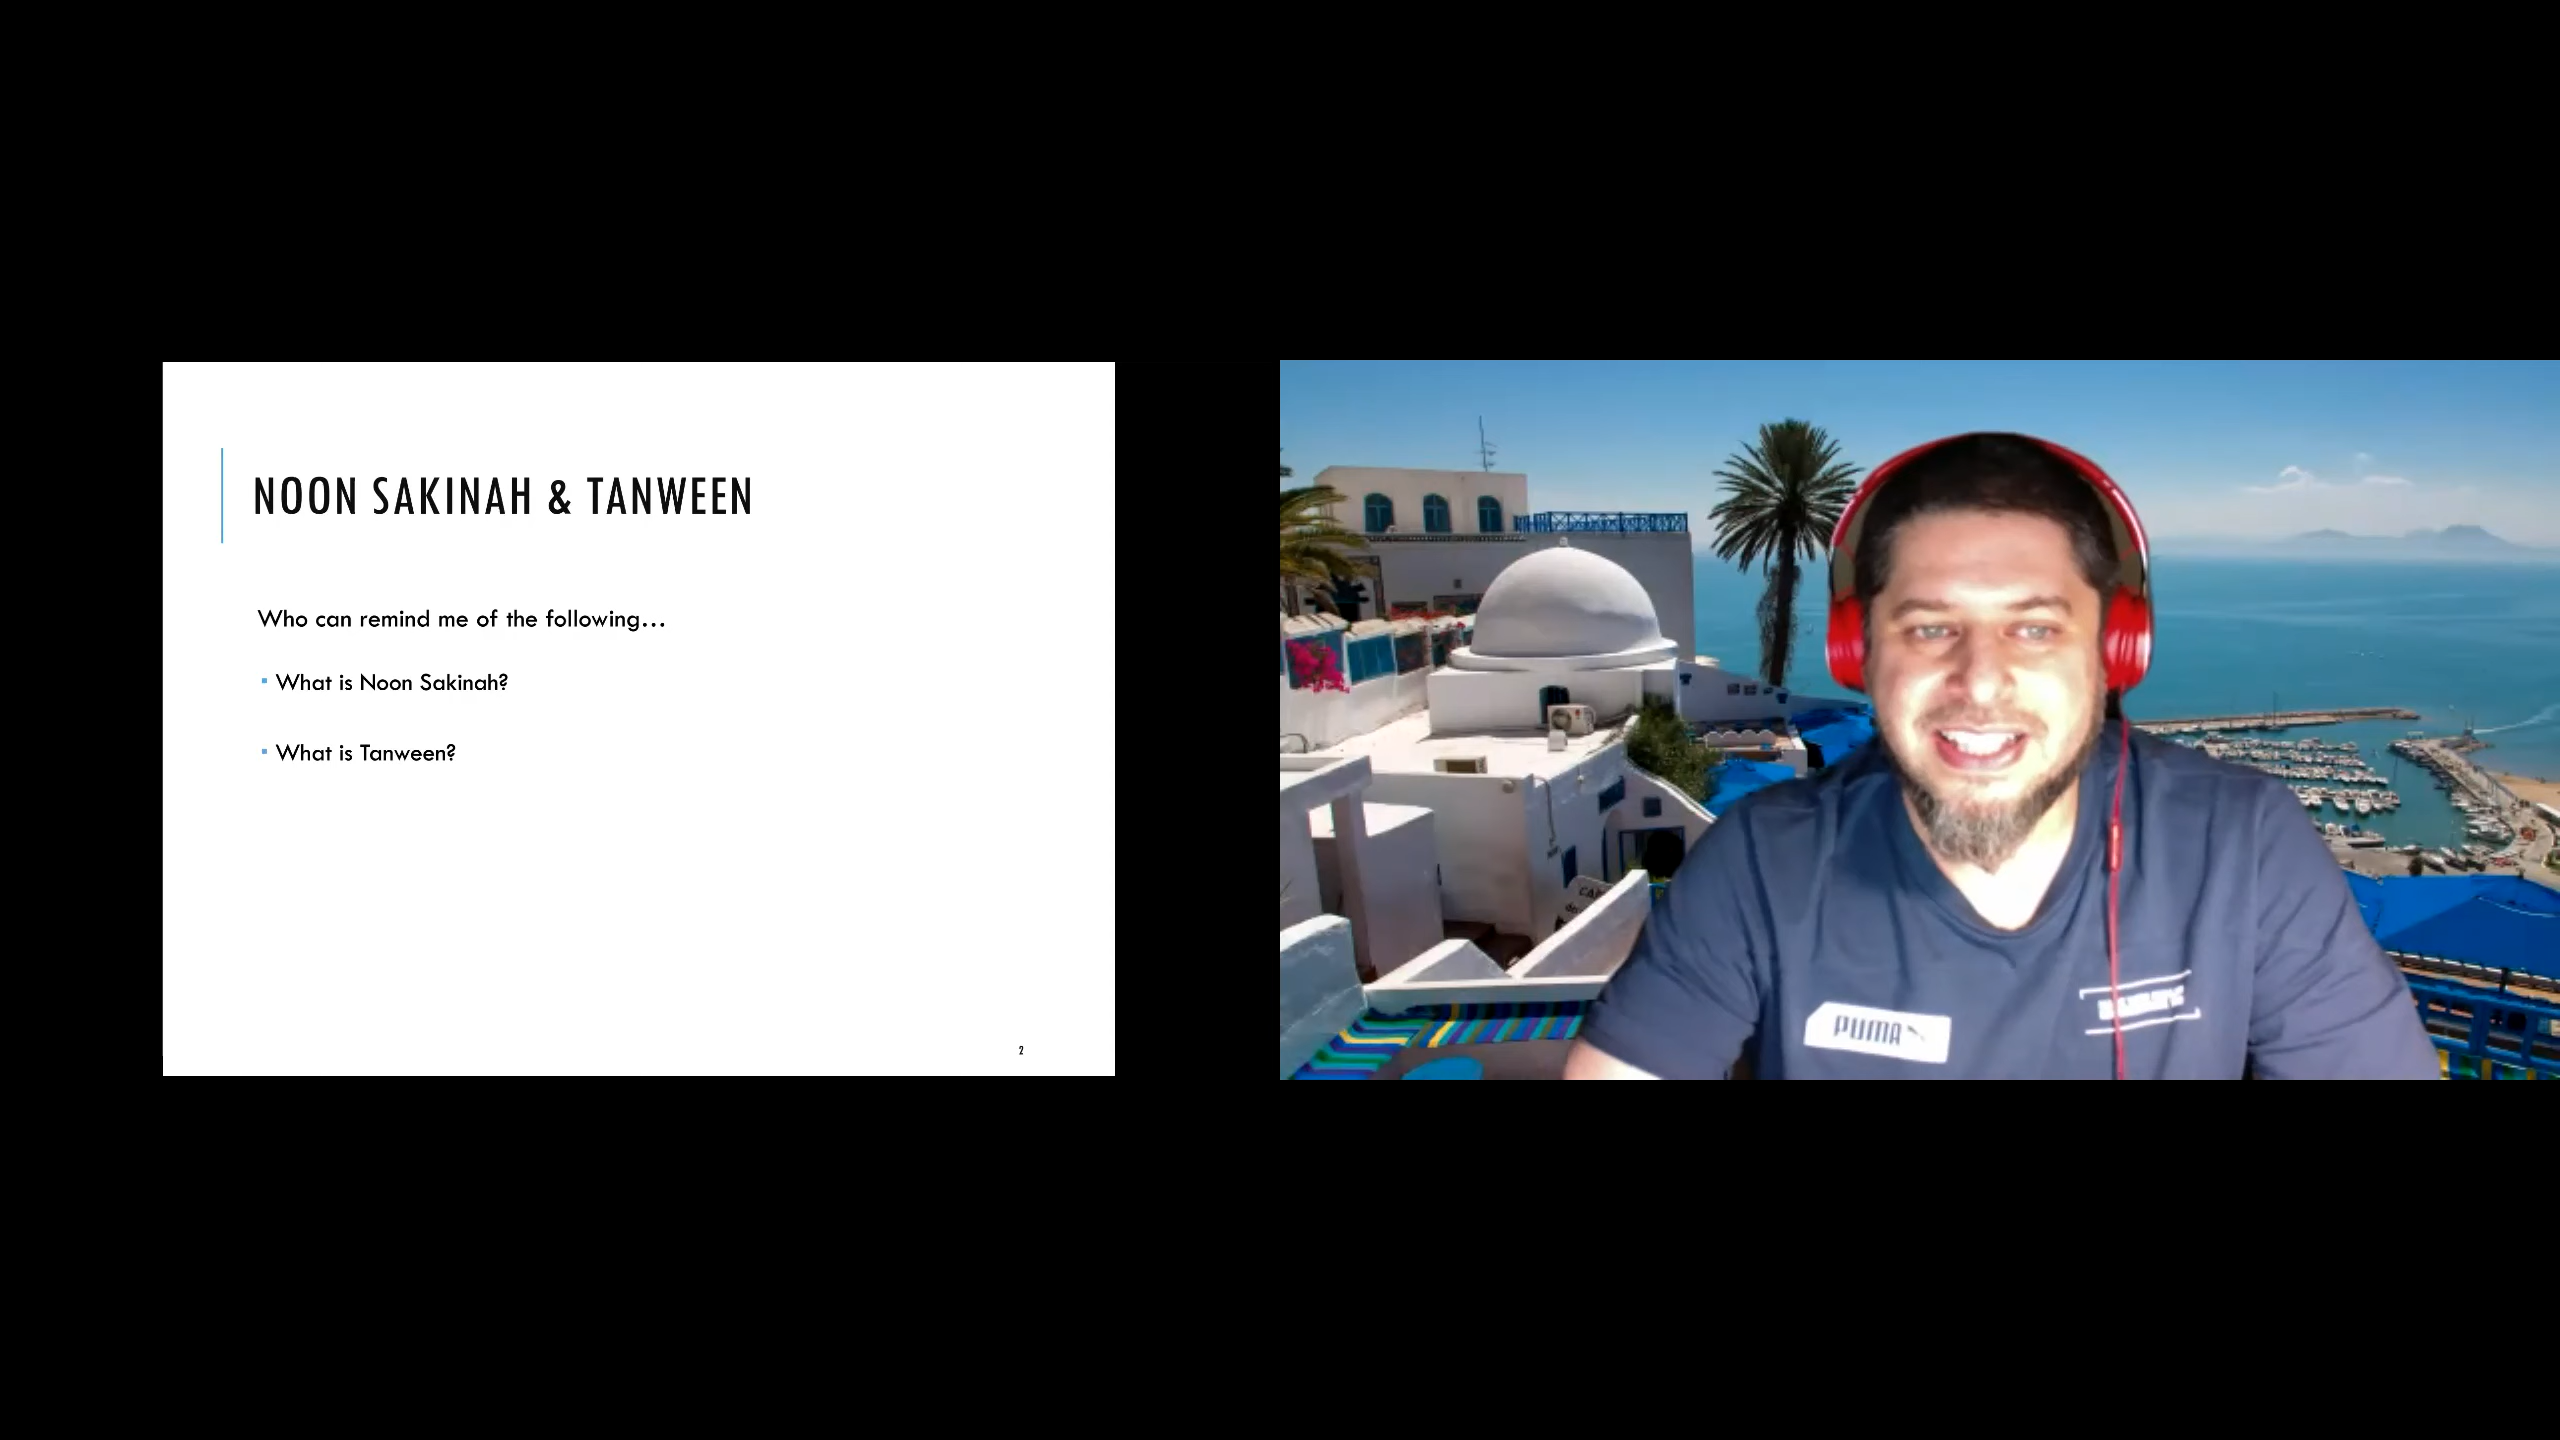 NOON SAKINAH & TANWEEN
Who can remind me of the following...
▪ What is Noon Sakinah?
▪ What is Tanween?
2
PUMA